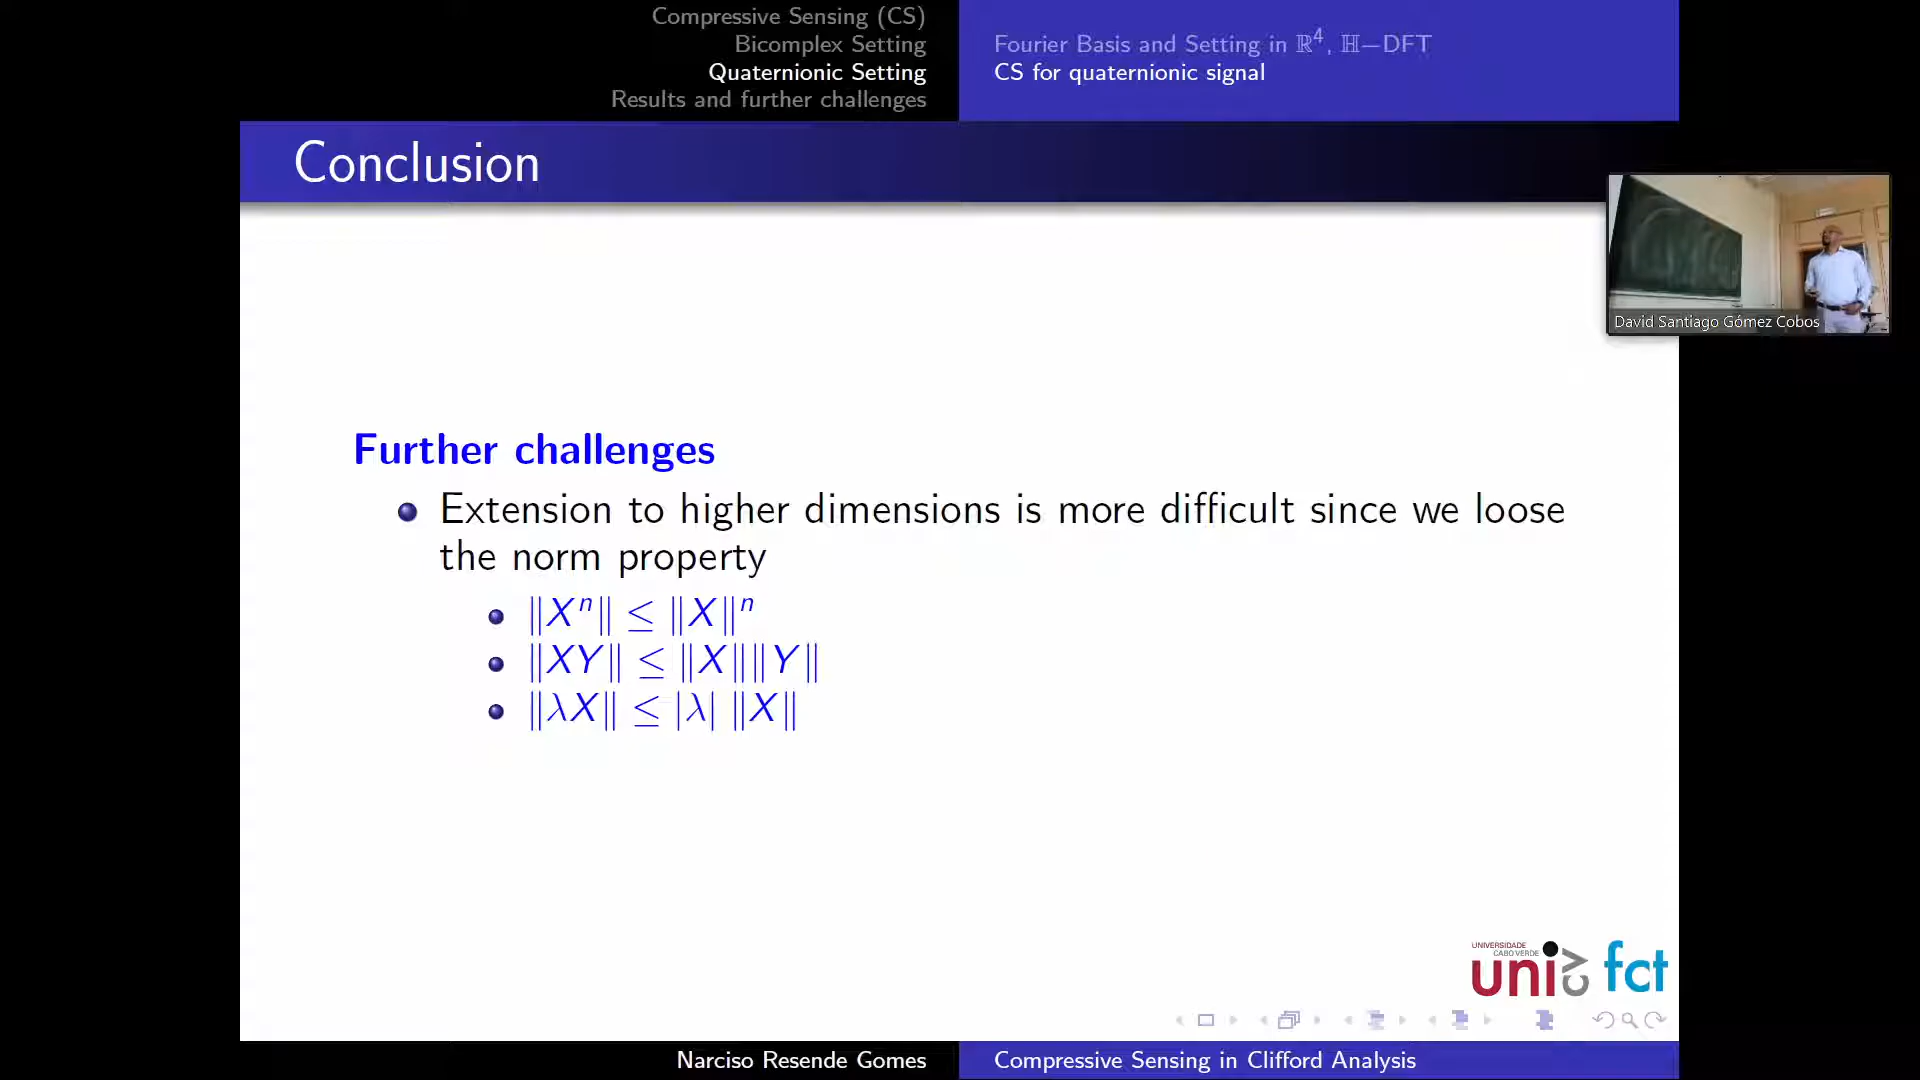 Compressive Sensing (CS)
Bicomplex Setting
Quaternionic Setting
Results and further challenges
Fourier Basis and Setting in ℝ⁴, ℍ−DFT
CS for quaternionic signal
Conclusion
David Santiago Gómez Cobos
Further challenges
Extension to higher dimensions is more difficult since we loose
the norm property
‖Xⁿ‖ ≤ ‖X‖ⁿ
‖XY‖ ≤ ‖X‖‖Y‖
‖λX‖ ≤ |λ| ‖X‖
UNIVERSIDADE
CABO VERDE
uni cv
fct
Narciso Resende Gomes
Compressive Sensing in Clifford Analysis